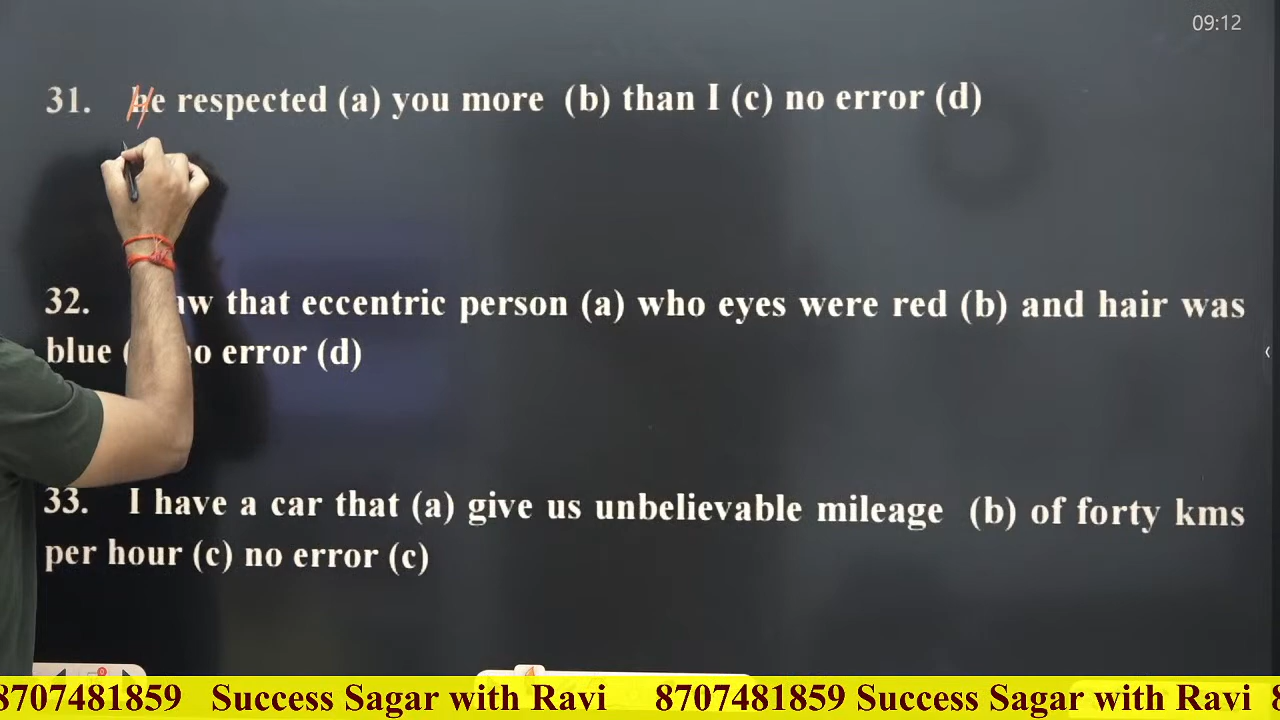 09:12
31. he respected (a) you more (b) than I (c) no error (d)
32. aw that eccentric person (a) who eyes were red (b) and hair was
blue no error (d)
33. I have a car that (a) give us unbelievable mileage (b) of forty kms
per hour (c) no error (c)
8707481859 Success Sagar with Ravi 8707481859 Success Sagar with Ravi